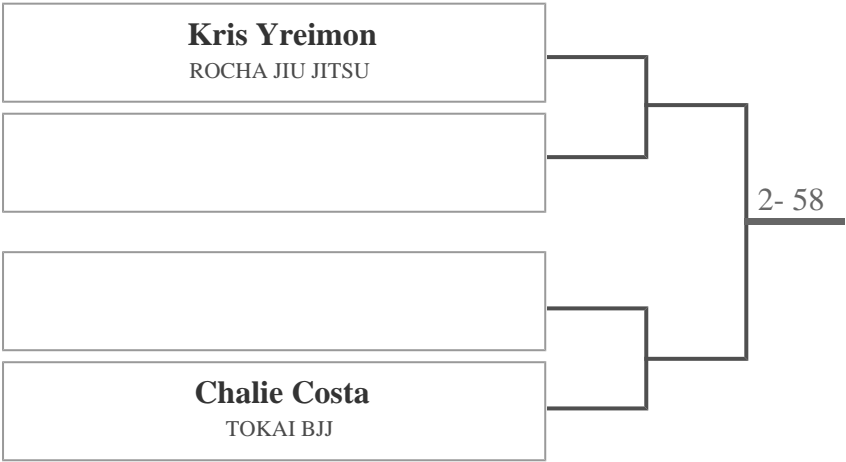 Kris Yreimon
ROCHA JIU JITSU
2- 58
Chalie Costa
TOKAI BJJ